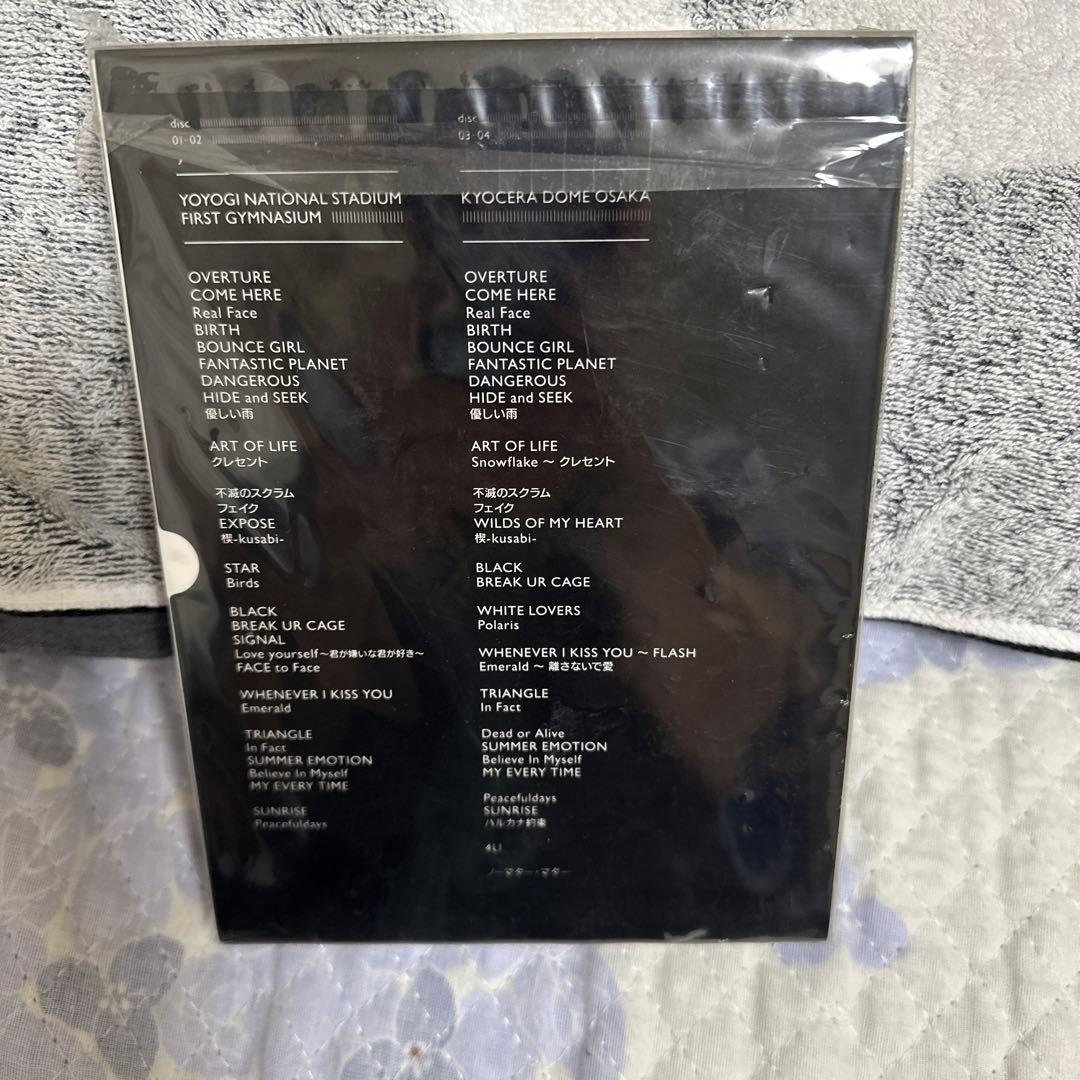 disc
01-02
YOYOGI NATIONAL STADIUM
FIRST GYMNASIUM
OVERTURE
COME HERE
Real Face
BIRTH
BOUNCE GIRL
FANTASTIC PLANET
DANGEROUS
HIDE and SEEK
優しい雨
ART OF LIFE
クレセント
不滅のスクラム
フェイク
EXPOSE
楔-kusabi-
STAR
Birds
BLACK
BREAK UR CAGE
SIGNAL
Love yourself～君が嫌いな君が好き～
FACE to Face
WHENEVER I KISS YOU
Emerald
TRIANGLE
In Fact
SUMMER EMOTION
Believe In Myself
MY EVERY TIME
SUNRISE
Peacefuldays
disc
03-04
KYOCERA DOME OSAKA
OVERTURE
COME HERE
Real Face
BIRTH
BOUNCE GIRL
FANTASTIC PLANET
DANGEROUS
HIDE and SEEK
優しい雨
ART OF LIFE
Snowflake ～ クレセント
不滅のスクラム
フェイク
WILDS OF MY HEART
楔-kusabi-
BLACK
BREAK UR CAGE
WHITE LOVERS
Polaris
WHENEVER I KISS YOU ～ FLASH
Emerald ～ 離さないで愛
TRIANGLE
In Fact
Dead or Alive
SUMMER EMOTION
Believe In Myself
MY EVERY TIME
Peacefuldays
SUNRISE
ハルカナ約束
4U
ノーマター・マター